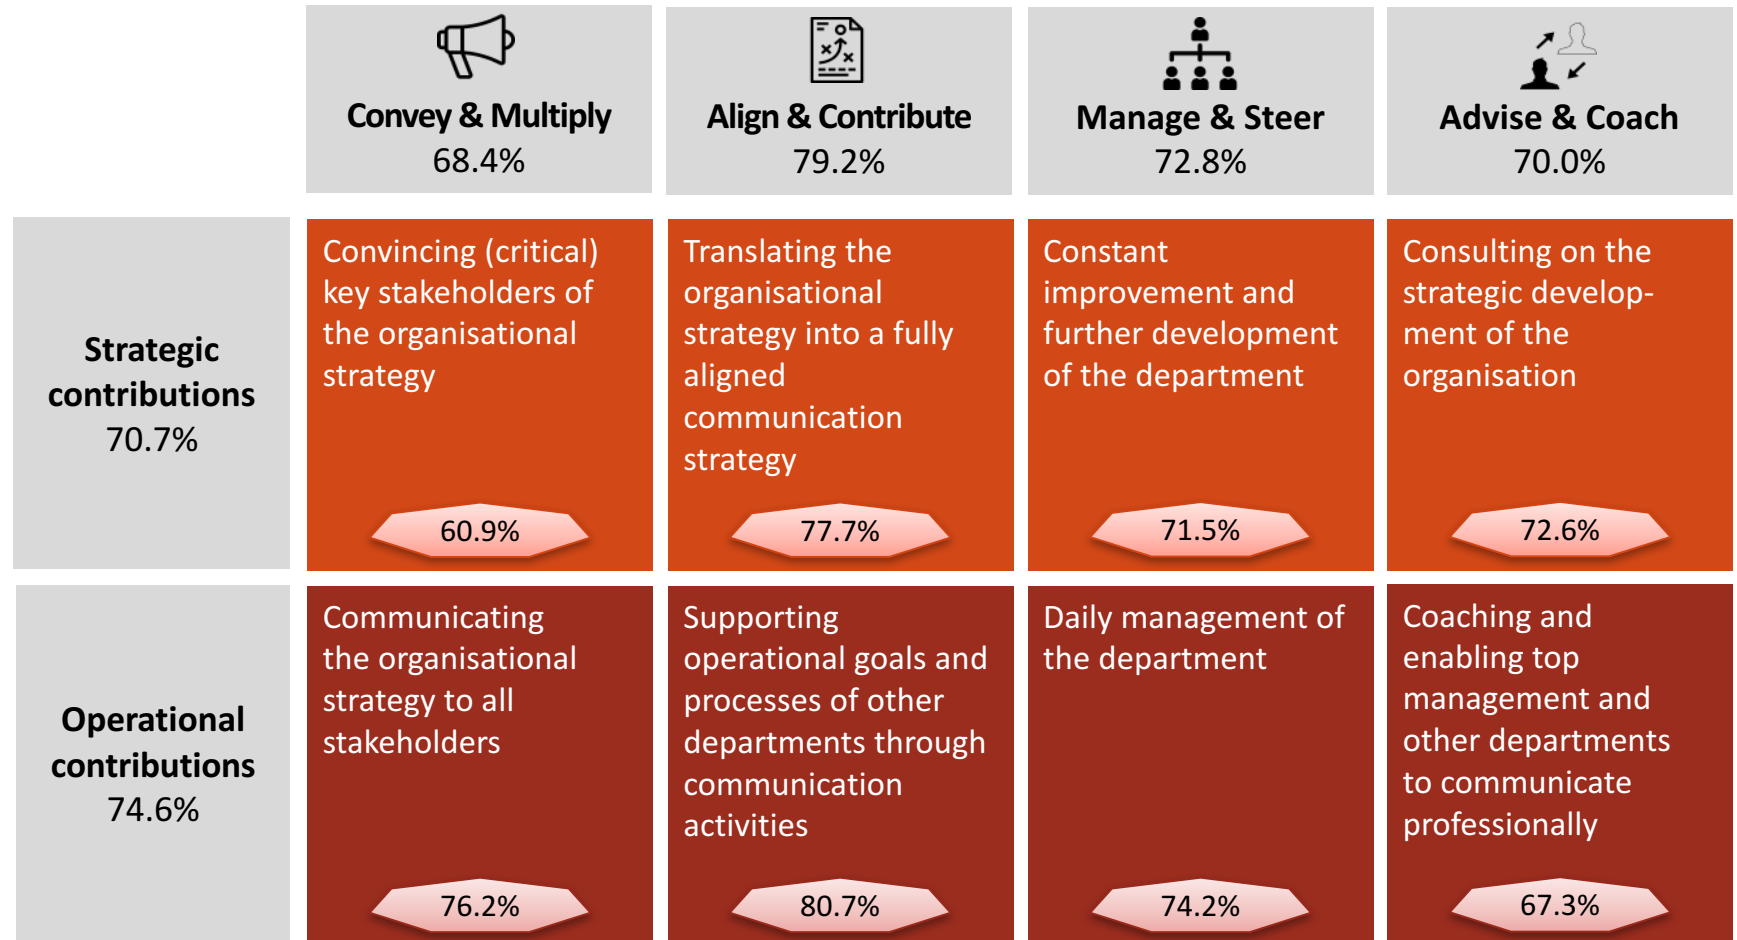 Convey & Multiply
68.4%
Align & Contribute
79.2%
Manage & Steer
72.8%
Advise & Coach
70.0%
Strategic
contributions
70.7%
Convincing (critical)
key stakeholders of
the organisational
strategy
60.9%
Translating the
organisational
strategy into a fully
aligned
communication
strategy
77.7%
Constant
improvement and
further development
of the department
71.5%
Consulting on the
strategic develop-
ment of the
organisation
72.6%
Operational
contributions
74.6%
Communicating
the organisational
strategy to all
stakeholders
76.2%
Supporting
operational goals and
processes of other
departments through
communication
activities
80.7%
Daily management of
the department
74.2%
Coaching and
enabling top
management and
other departments
to communicate
professionally
67.3%